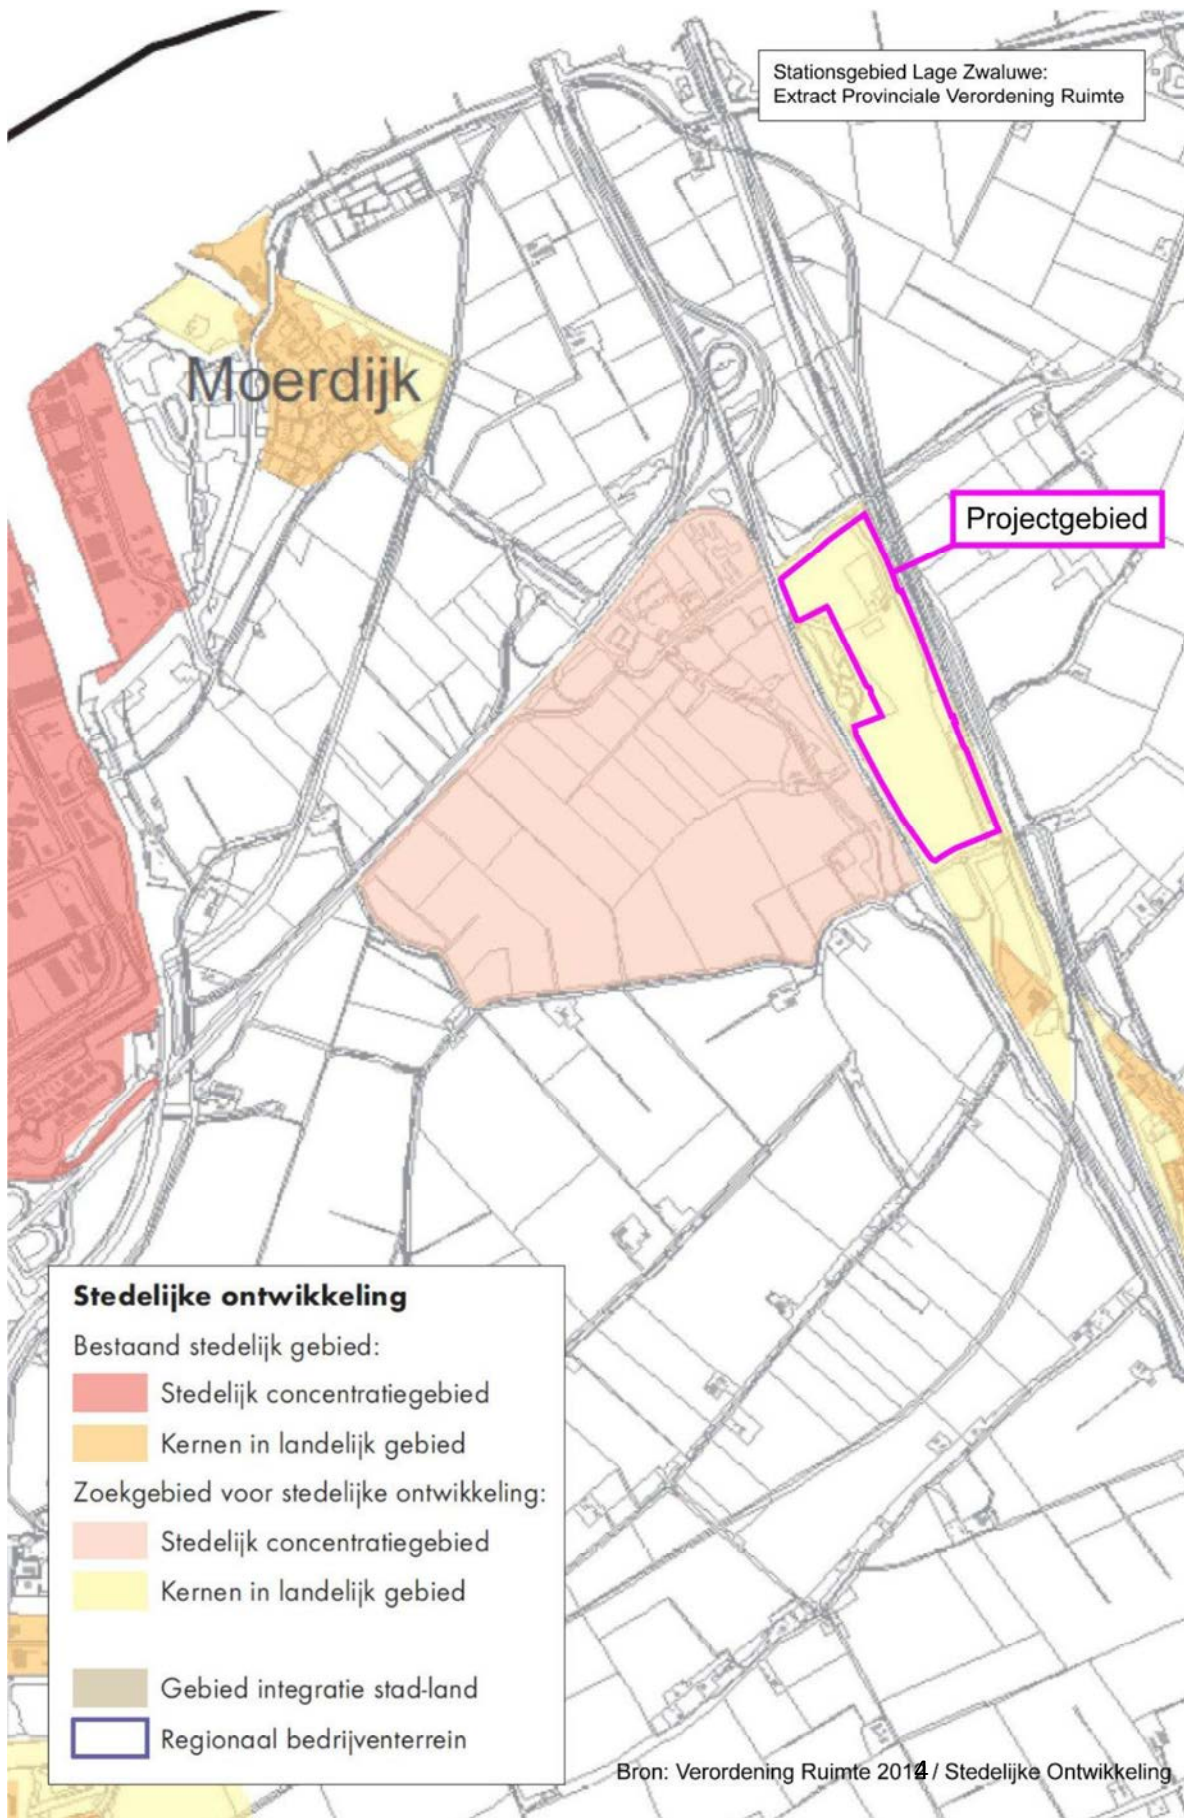 Stationsgebied Lage Zwaluwe:
Extract Provinciale Verordening Ruimte
Moerdijk
Projectgebied
Stedelijke ontwikkeling
Bestaand stedelijk gebied:
Stedelijk concentratiegebied
Kernen in landelijk gebied
Zoekgebied voor stedelijke ontwikkeling:
Stedelijk concentratiegebied
Kernen in landelijk gebied
Gebied integratie stad-land
Regionaal bedrijventerrein
Bron: Verordening Ruimte 2014 / Stedelijke Ontwikkeling